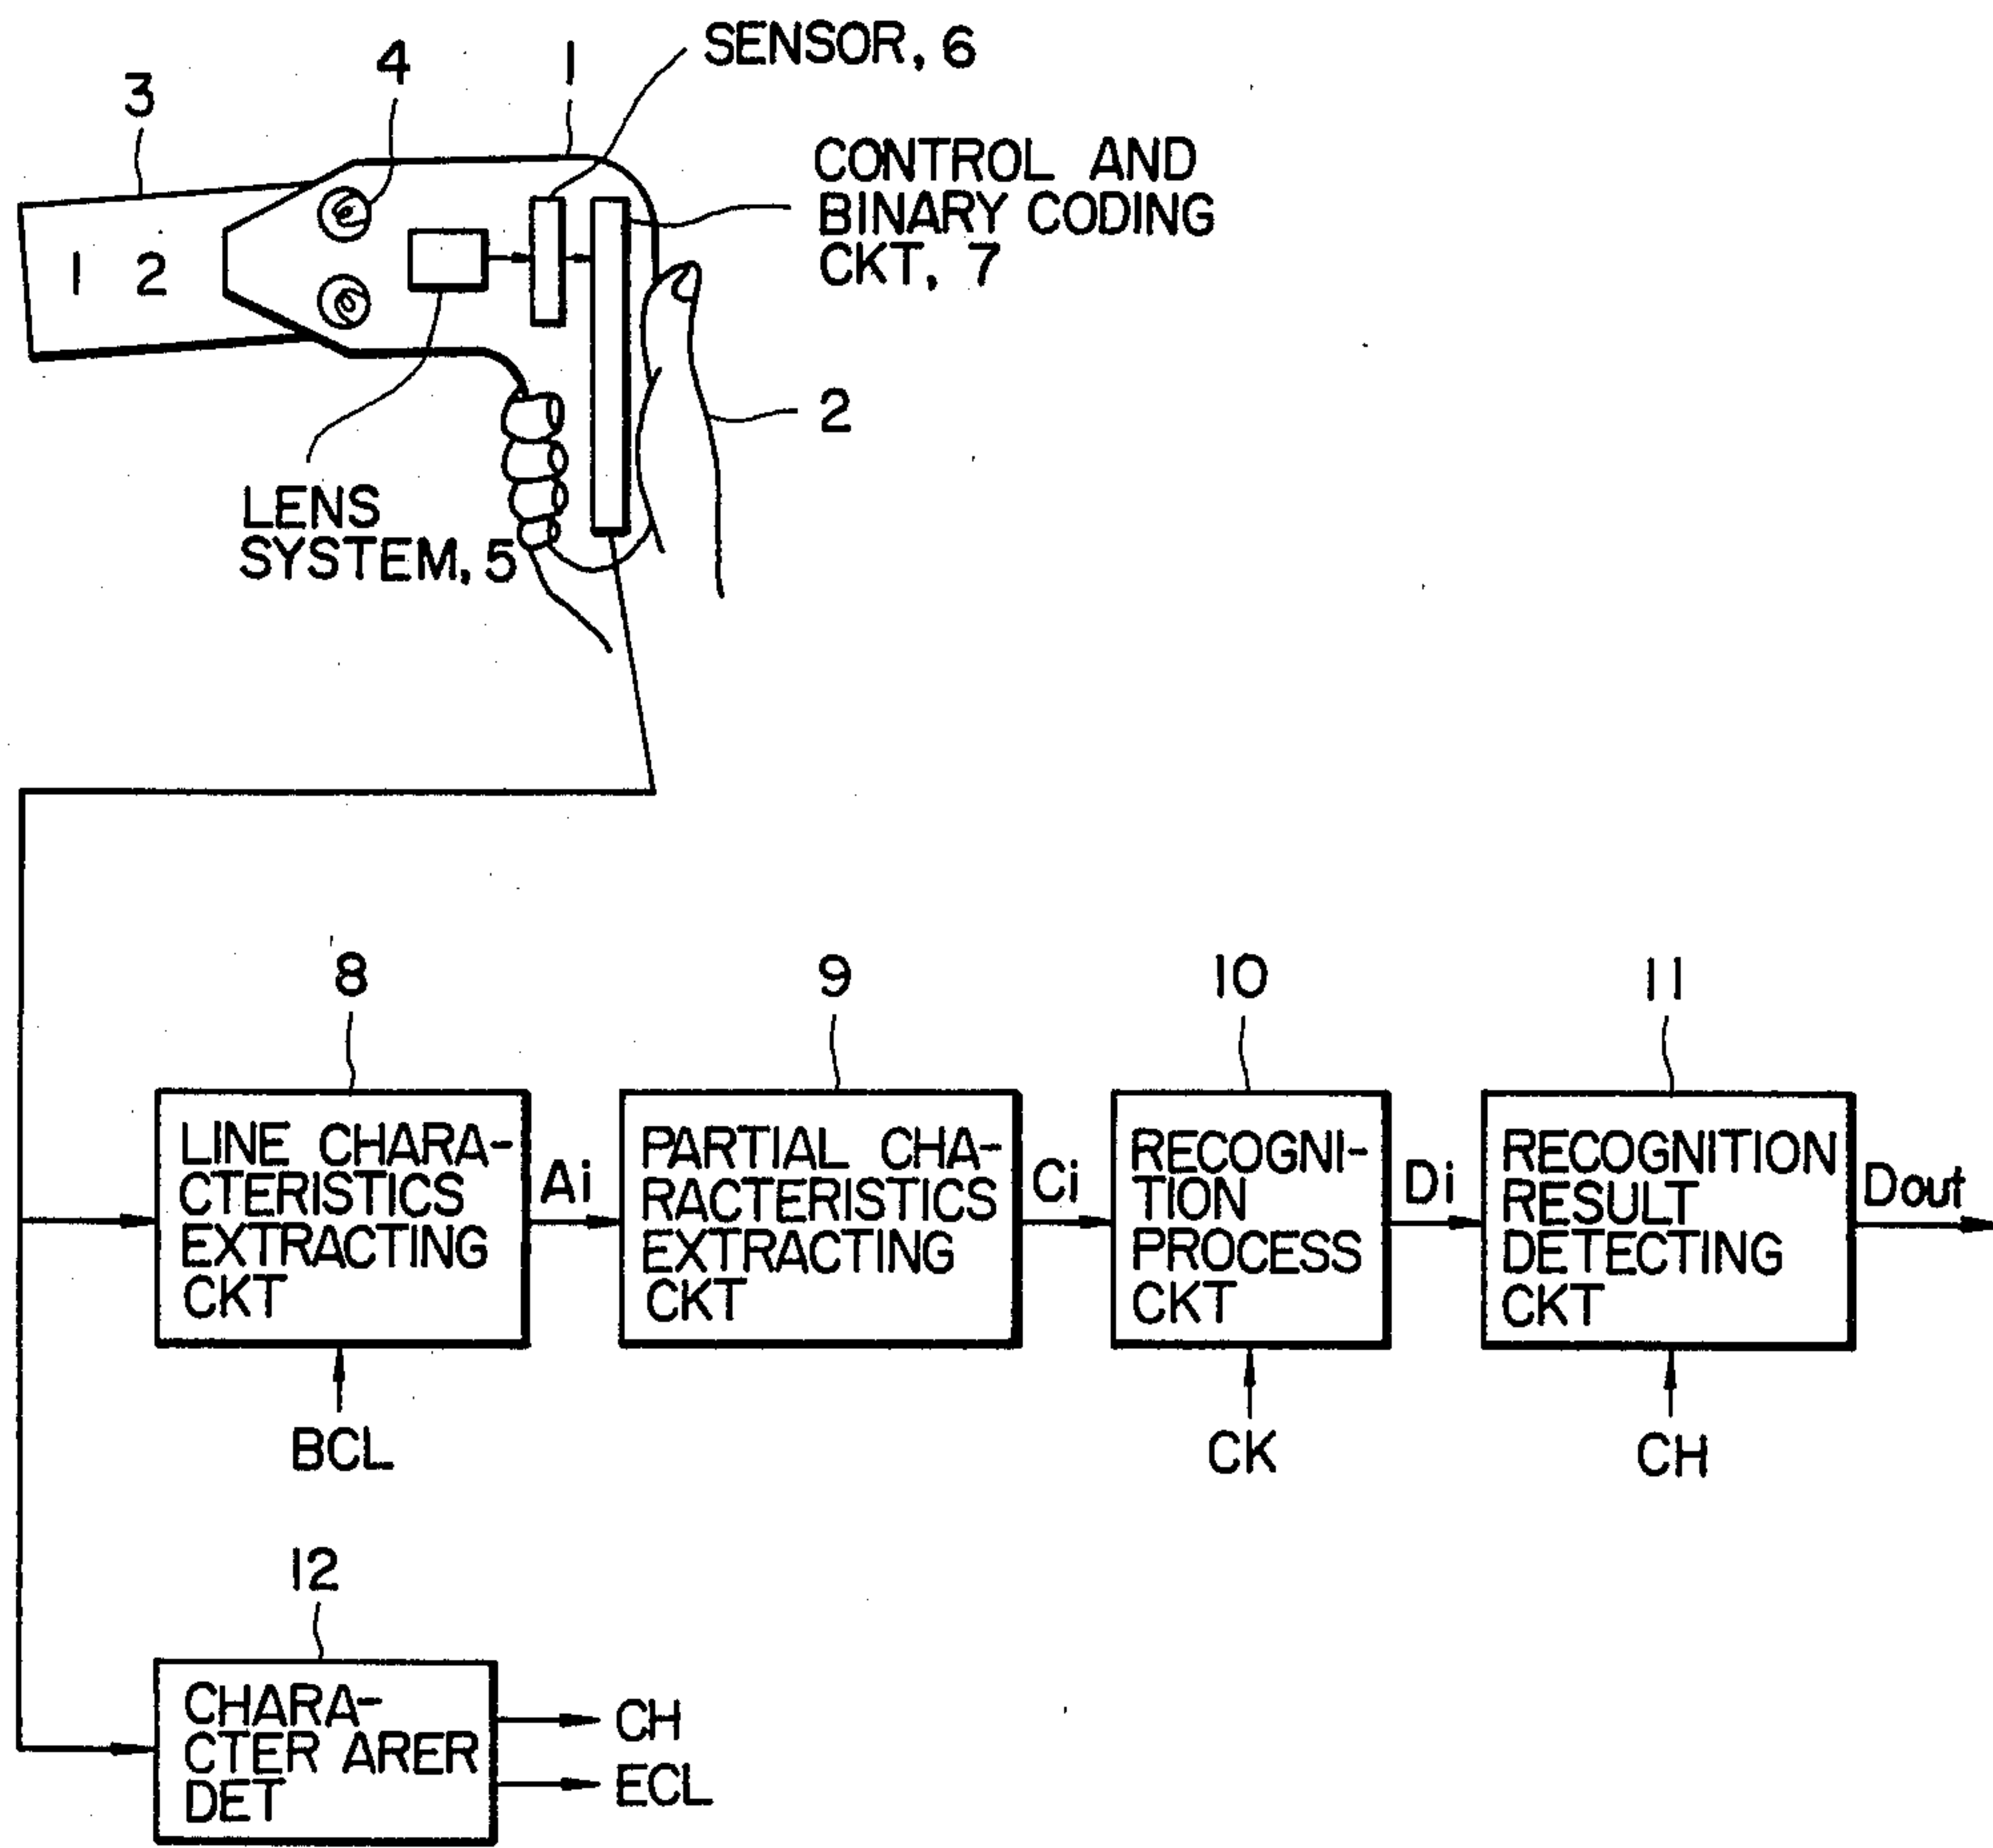 SENSOR, 6
4
1
3
CONTROL AND
BINARY CODING
CKT, 7
1 2
2
LENS
SYSTEM, 5
8
9
10
11
LINE CHARA-
CTERISTICS
EXTRACTING
CKT
Ai
PARTIAL CHA-
RACTERISTICS
EXTRACTING
CKT
Ci
RECOGNI-
TION
PROCESS
CKT
Di
RECOGNITION
RESULT
DETECTING
CKT
Dout
BCL
CK
CH
12
CHARA-
CTER ARER
DET
CH
ECL